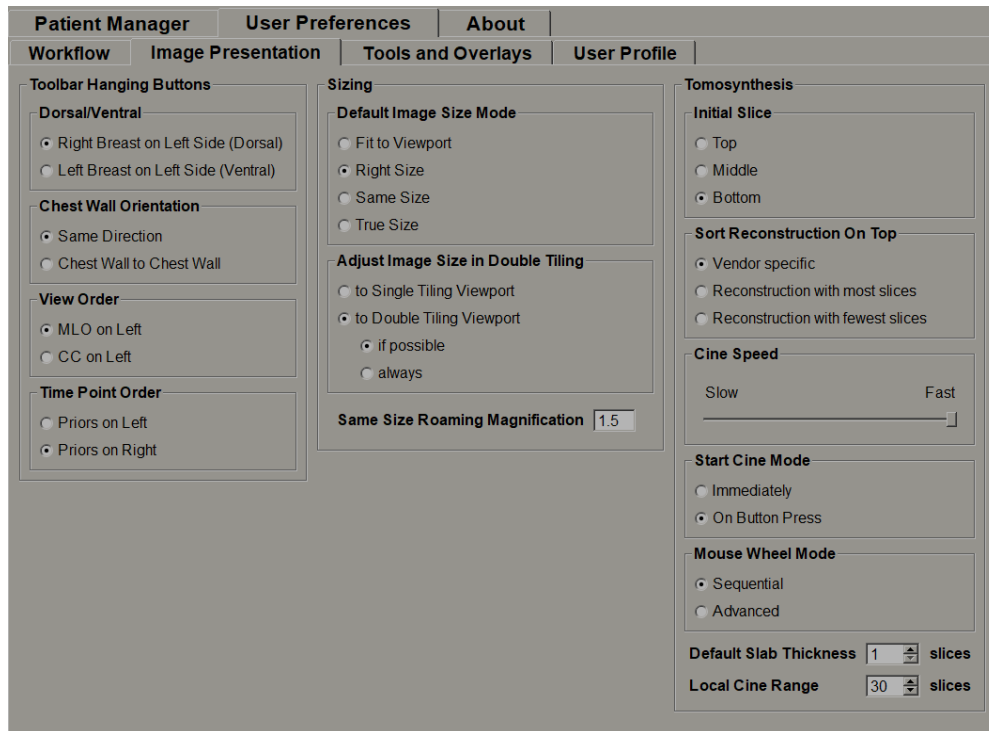 Patient Manager User Preferences About
Workflow Image Presentation Tools and Overlays User Profile
Toolbar Hanging Buttons
Dorsal/Ventral
Right Breast on Left Side (Dorsal)
Left Breast on Left Side (Ventral)
Chest Wall Orientation
Same Direction
Chest Wall to Chest Wall
View Order
MLO on Left
CC on Left
Time Point Order
Priors on Left
Priors on Right
Sizing
Default Image Size Mode
Fit to Viewport
Right Size
Same Size
True Size
Adjust Image Size in Double Tiling
to Single Tiling Viewport
to Double Tiling Viewport
if possible
always
Same Size Roaming Magnification 1.5
Tomosynthesis
Initial Slice
Top
Middle
Bottom
Sort Reconstruction On Top
Vendor specific
Reconstruction with most slices
Reconstruction with fewest slices
Cine Speed
Slow Fast
Start Cine Mode
Immediately
On Button Press
Mouse Wheel Mode
Sequential
Advanced
Default Slab Thickness 1 slices
Local Cine Range 30 slices